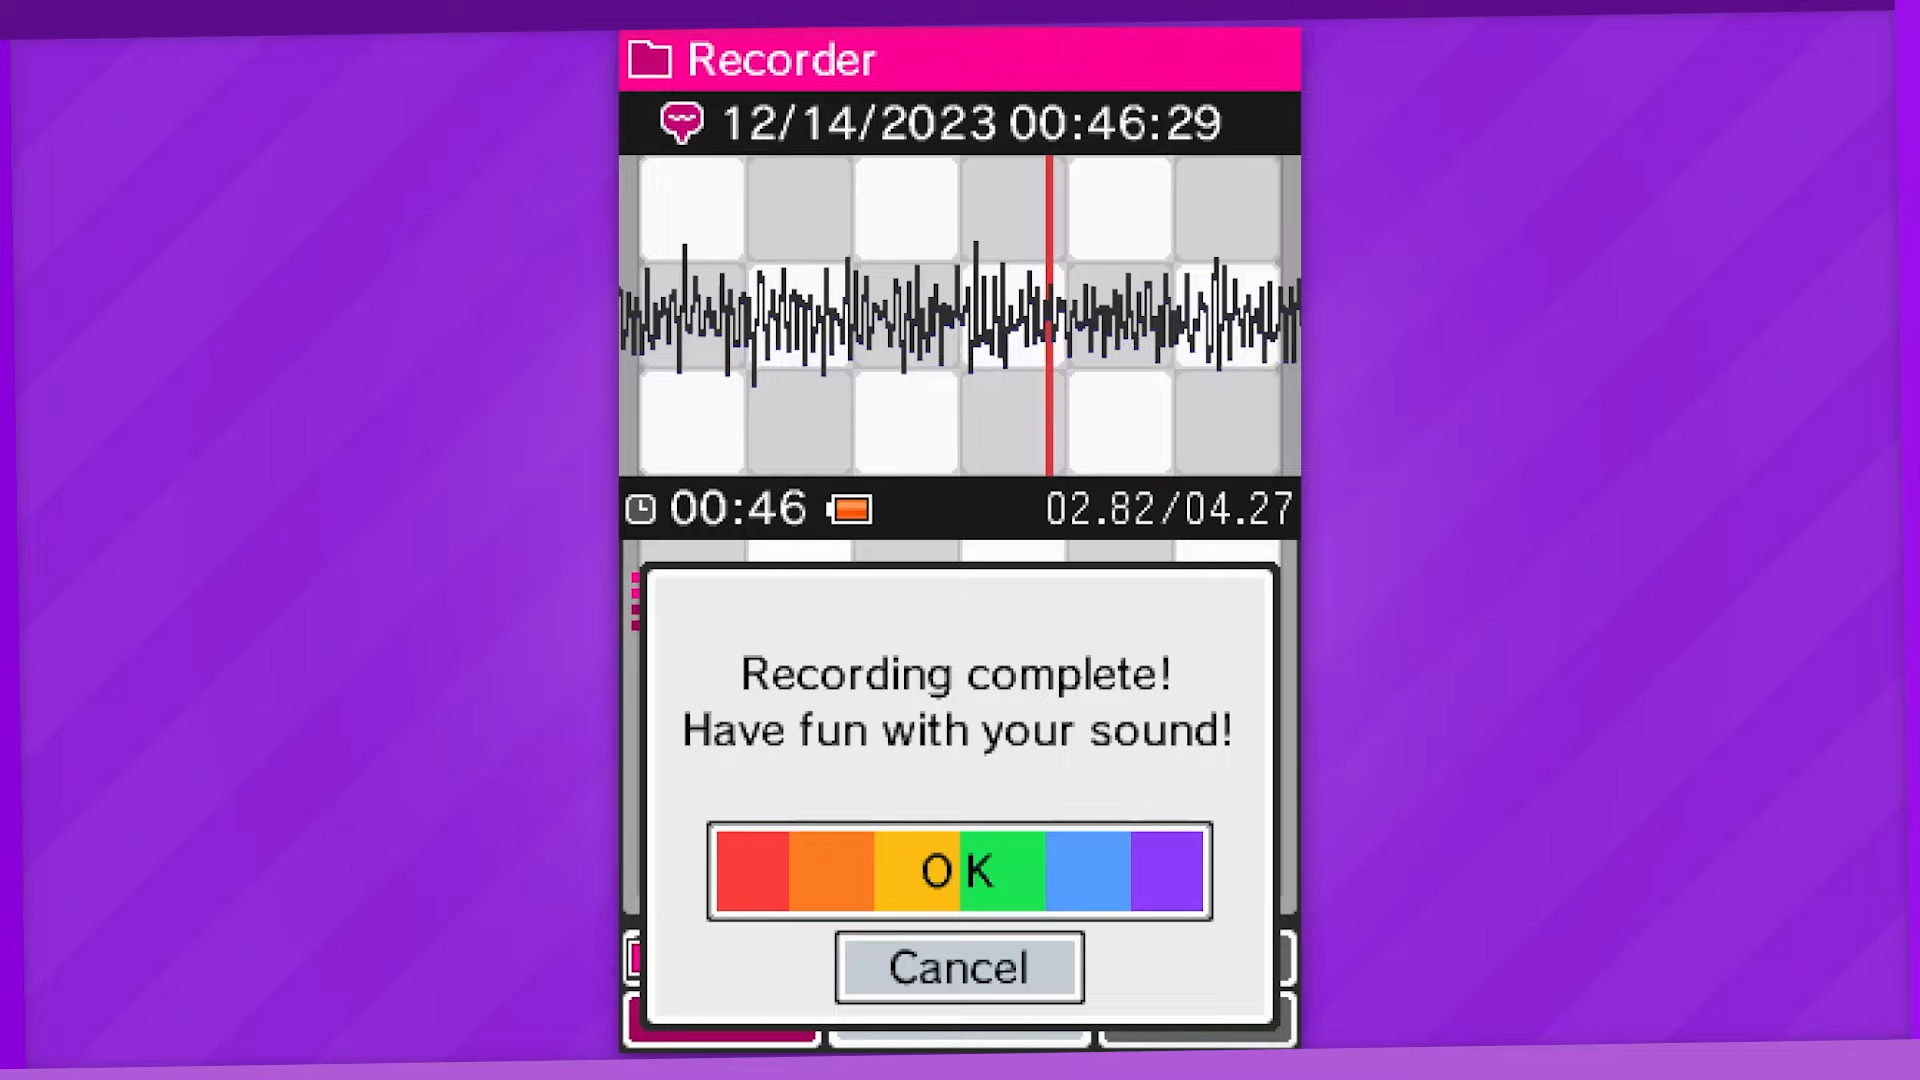 Recorder
12/14/2023 00:46:29
00:46
02.82/04.27
Recording complete!
Have fun with your sound!
OK
Cancel